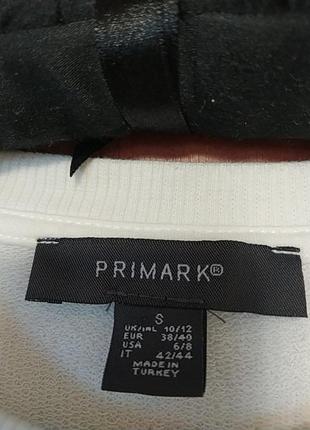 PRIMARK®
S
UK/IRL 10/12
EUR 38/40
USA 6/8
IT 42/44
MADE IN
TURKEY